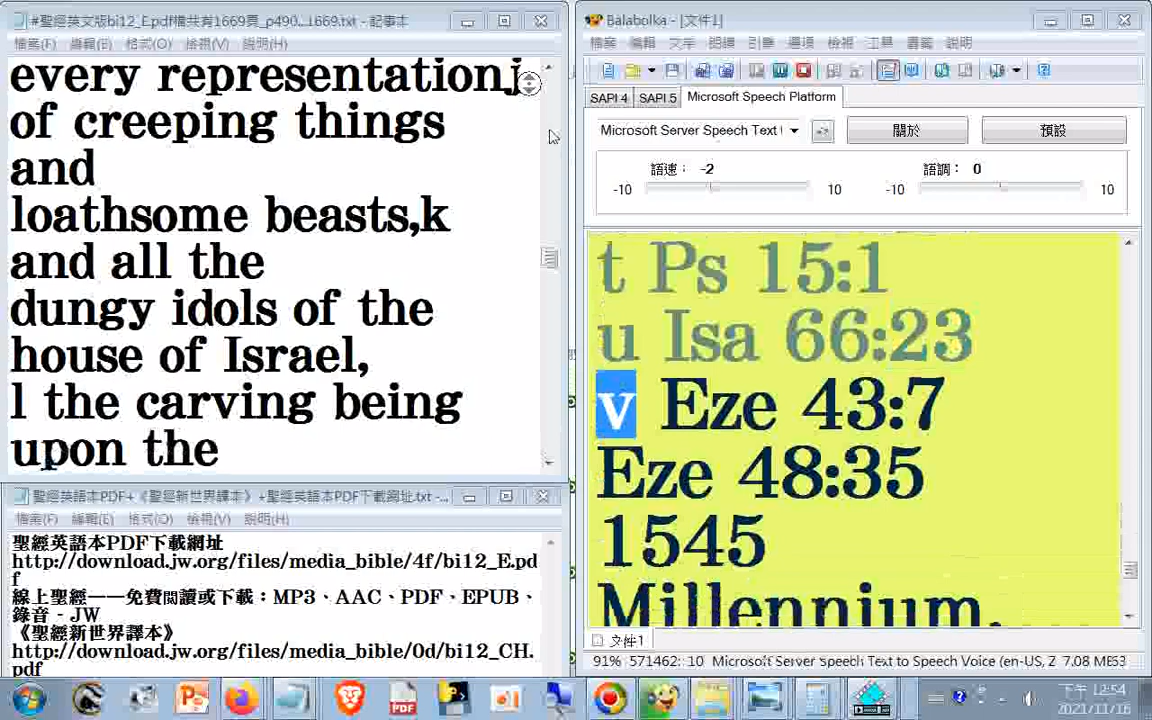 #聖經英文版bi12_E.pdf檔共有1669頁_p490...1669.txt - 記事本
檔案(F) 編輯(E) 格式(O) 檢視(V) 說明(H)
every representationj
of creeping things
and
loathsome beasts,k
and all the
dungy idols of the
house of Israel,
l the carving being
upon the
聖經英語本PDF+《聖經新世界譯本》+聖經英語本PDF下載網址.txt - ...
檔案(F) 編輯(E) 格式(O) 檢視(V) 說明(H)
聖經英語本PDF下載網址
http://download.jw.org/files/media_bible/4f/bi12_E.pd
f
線上聖經——免費閱讀或下載：MP3、AAC、PDF、EPUB、
錄音 - JW
《聖經新世界譯本》
http://download.jw.org/files/media_bible/0d/bi12_CH.
pdf
Balabolka - [文件1]
檔案 編輯 文字 朗讀 引擎 選項 檢視 工具 書籤 說明
SAPI 4 SAPI 5 Microsoft Speech Platform
Microsoft Server Speech Text 關於 預設
語速： -2 語調： 0
-10 10 -10 10
t Ps 15:1
u Isa 66:23
v Eze 43:7
Eze 48:35
1545
Millennium.
文件1
91% 571462: 10 Microsoft Server Speech Text to Speech Voice (en-US, Z 7.08 МБ
下午 12:54
2021/11/16